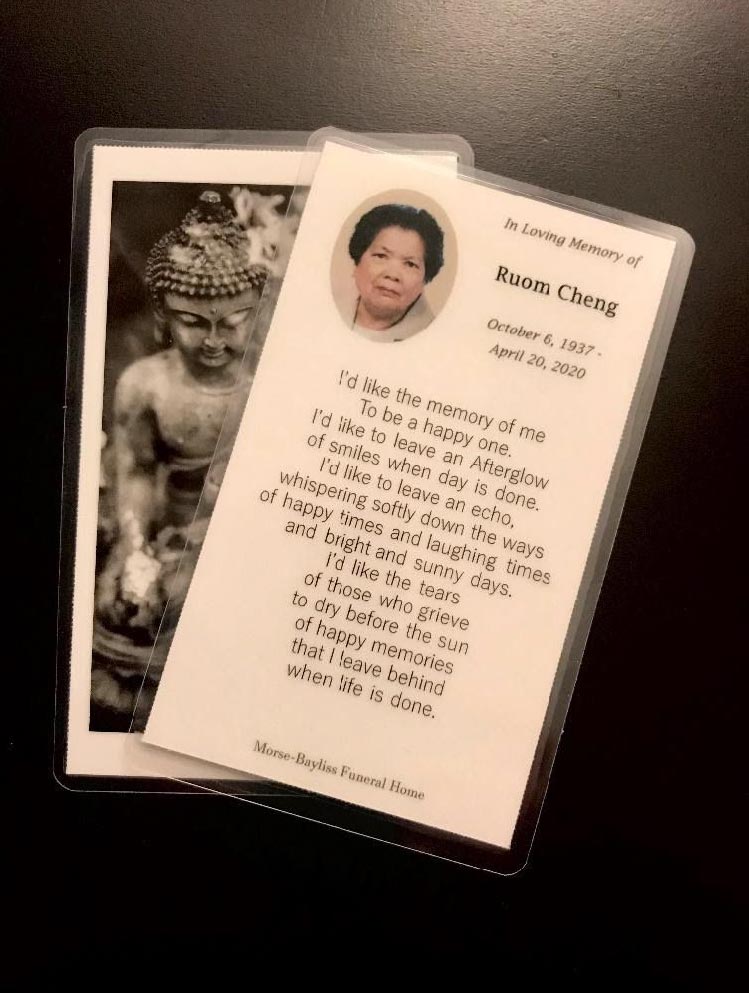 In Loving Memory of
Ruom Cheng
October 6, 1937 -
April 20, 2020
I'd like the memory of me
To be a happy one.
I'd like to leave an Afterglow
of smiles when day is done.
I'd like to leave an echo,
whispering softly down the ways
of happy times and laughing times
and bright and sunny days.
I'd like the tears
of those who grieve
to dry before the sun
of happy memories
that I leave behind
when life is done.
Morse-Bayliss Funeral Home